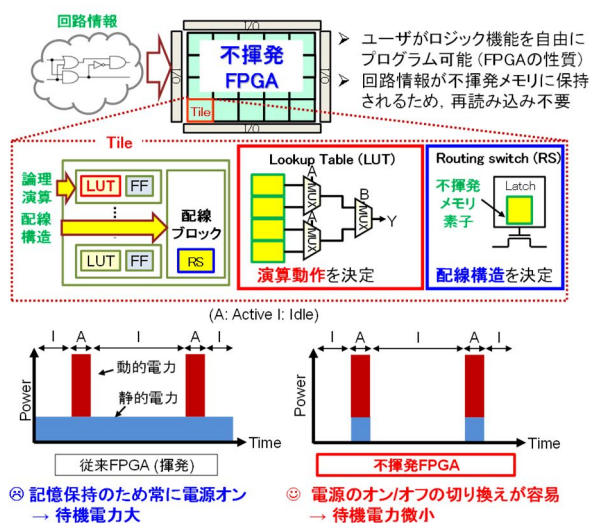 回路情報
I/O
I/O
I/O
I/O
不揮発
FPGA
Tile
➢ ユーザがロジック機能を自由に
プログラム可能(FPGAの性質)
➢ 回路情報が不揮発メモリに保持
されるため,再読み込み不要
Tile
論理
演算
配線
構造
LUT FF
⋮
LUT FF
配線
ブロック
RS
Lookup Table (LUT)
A
MUX
A
MUX
B
MUX
Y
演算動作を決定
Routing switch (RS)
不揮発
メモリ
素子
Latch
配線構造を決定
(A: Active I: Idle)
I A I A I
Power
動的電力
静的電力
Time
従来FPGA (揮発)
☹ 記憶保持のため常に電源オン
→ 待機電力大
I A I A I
Power
Time
不揮発FPGA
☺ 電源のオン/オフの切り換えが容易
→ 待機電力微小